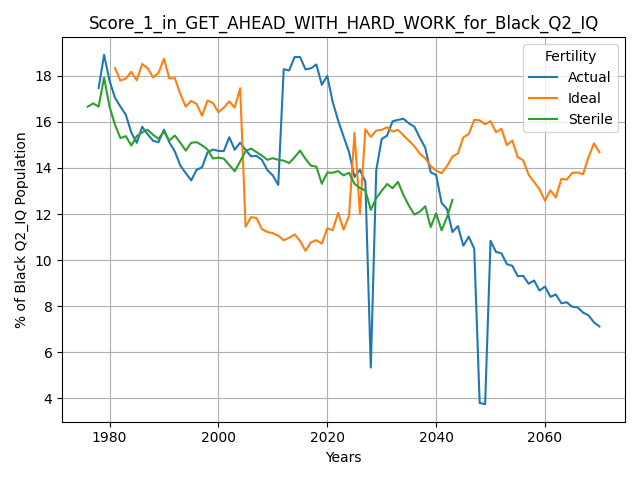 Score_1_in_GET_AHEAD_WITH_HARD_WORK_for_Black_Q2_IQ
Fertility
Actual
Ideal
Sterile
% of Black Q2_IQ Population
18
16
14
12
10
8
6
4
1980 2000 2020 2040 2060
Years